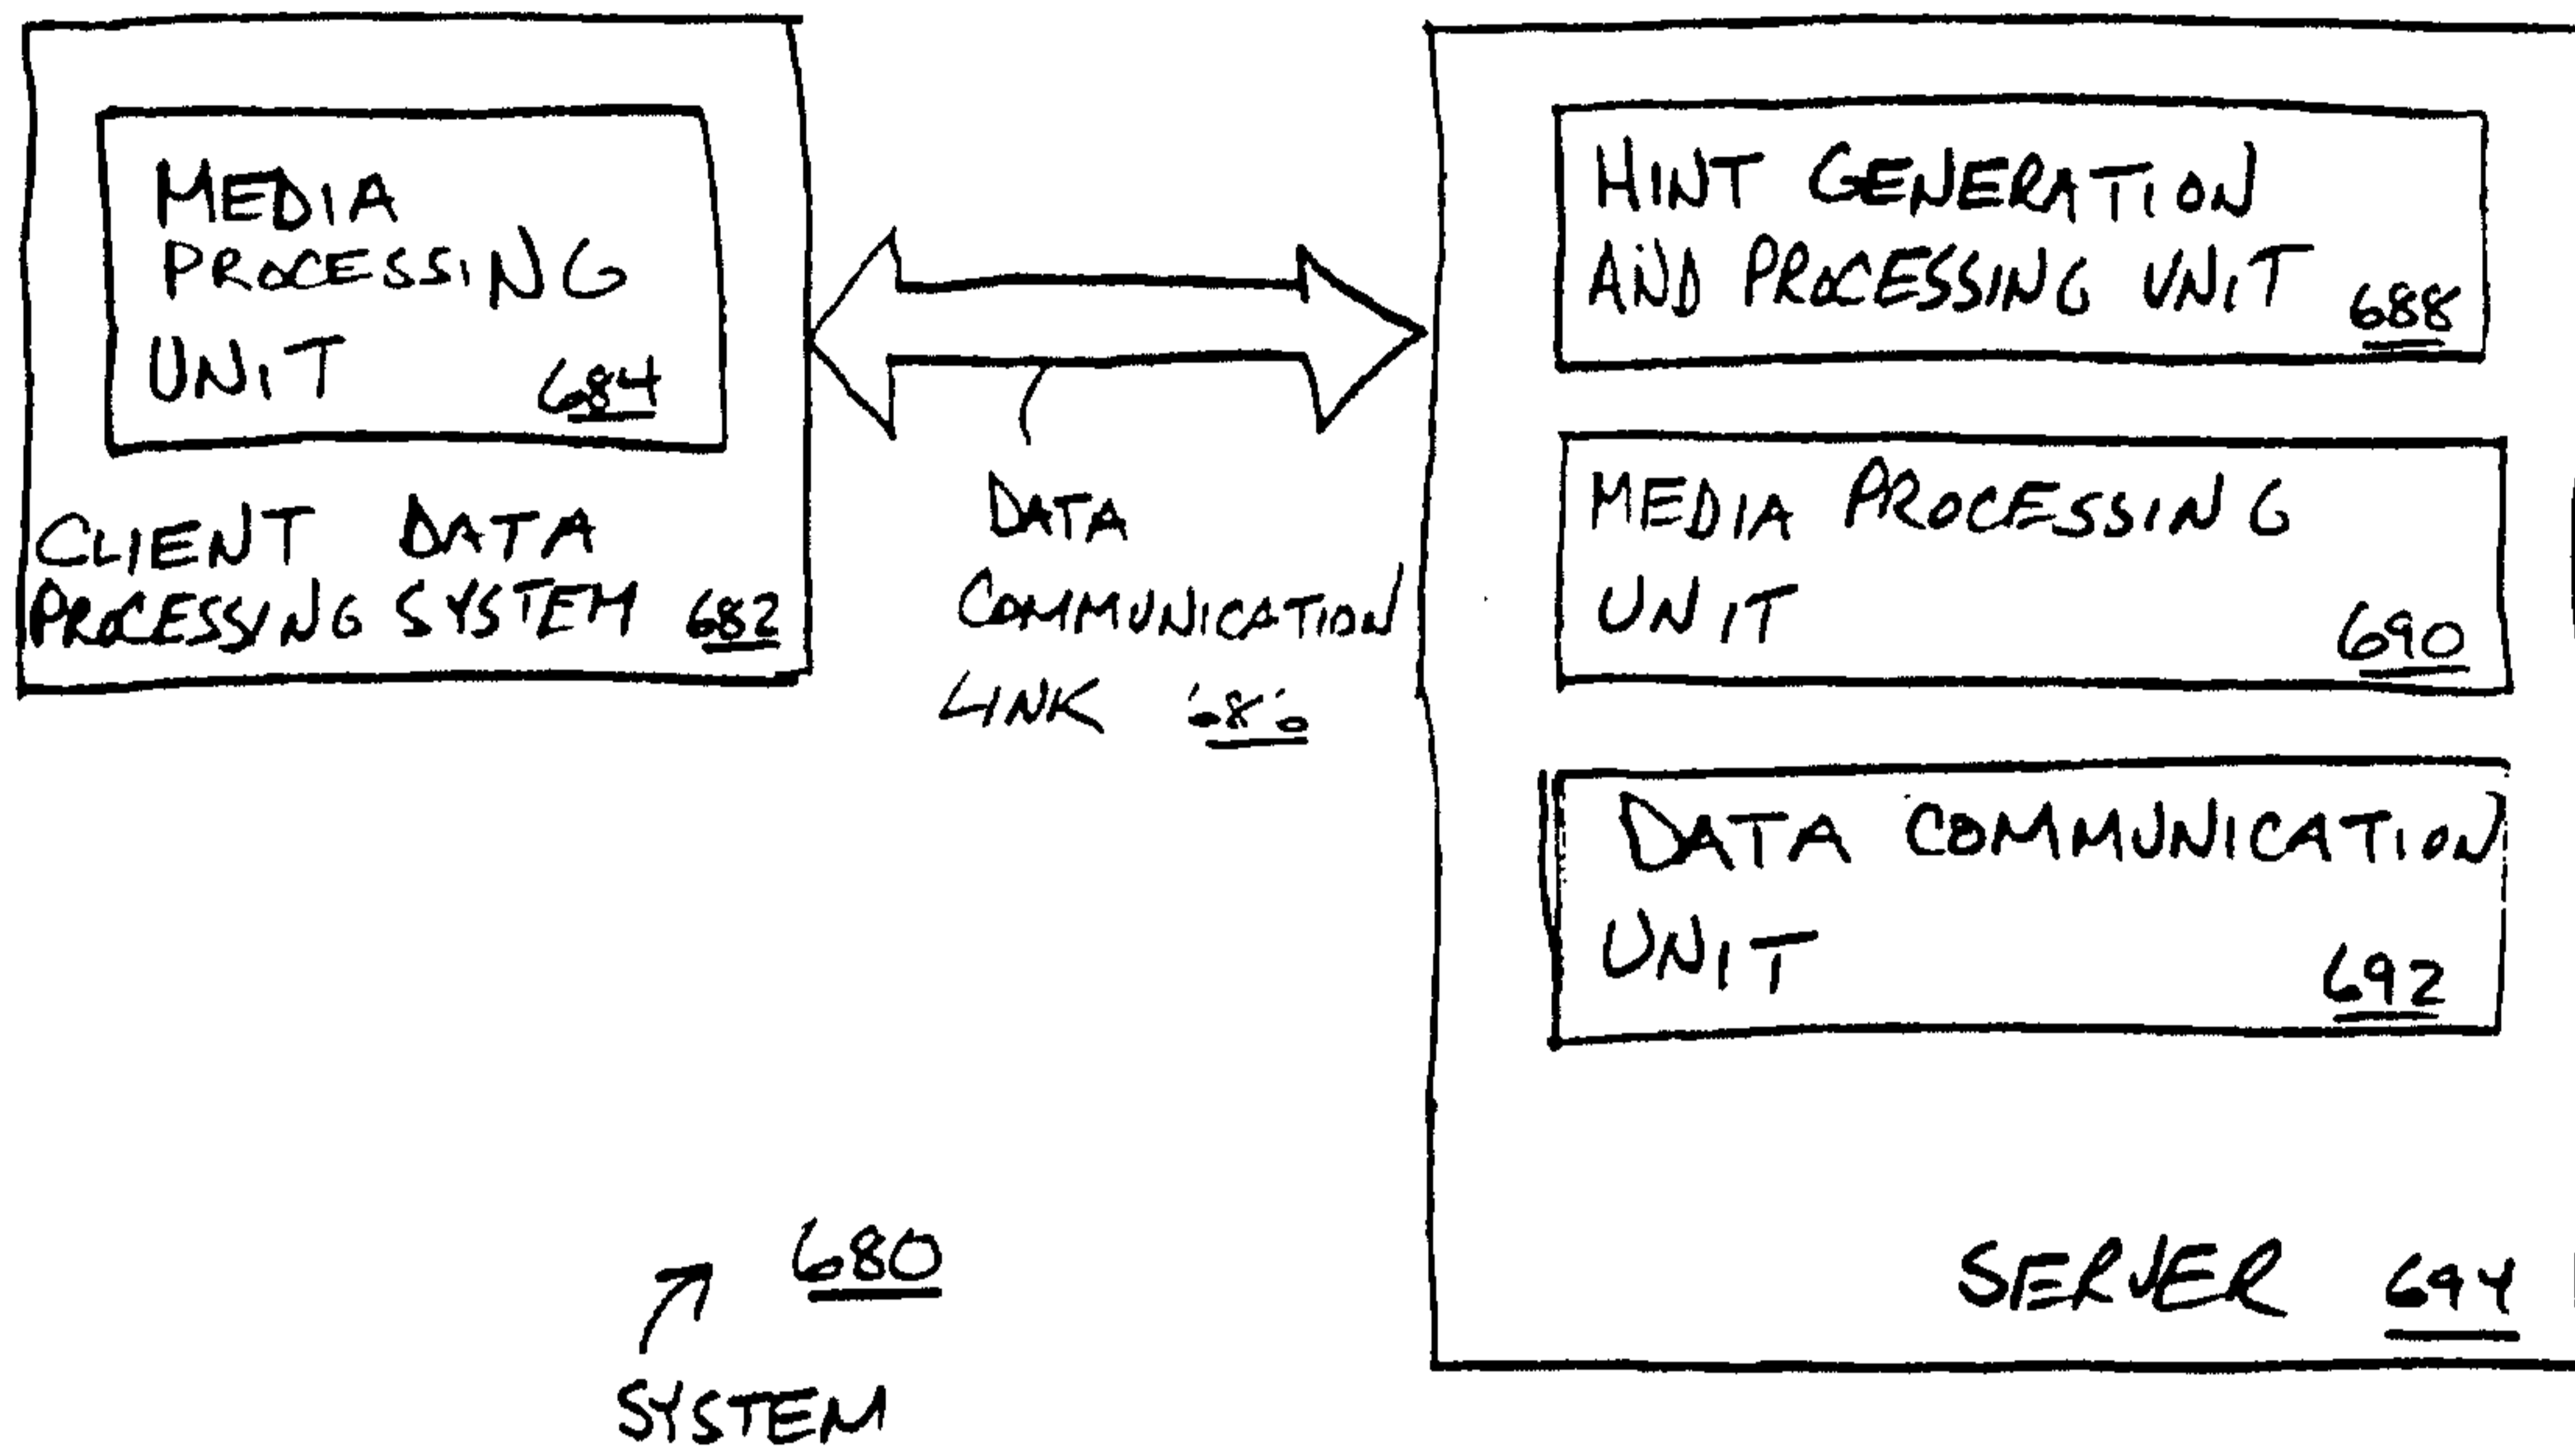 MEDIA
PROCESSING
UNIT 684
CLIENT DATA
PROCESSING SYSTEM 682
DATA
COMMUNICATION
LINK 686
HINT GENERATION
AND PROCESSING UNIT 688
MEDIA PROCESSING
UNIT 690
DATA COMMUNICATION
UNIT 692
SERVER 694
680
SYSTEM